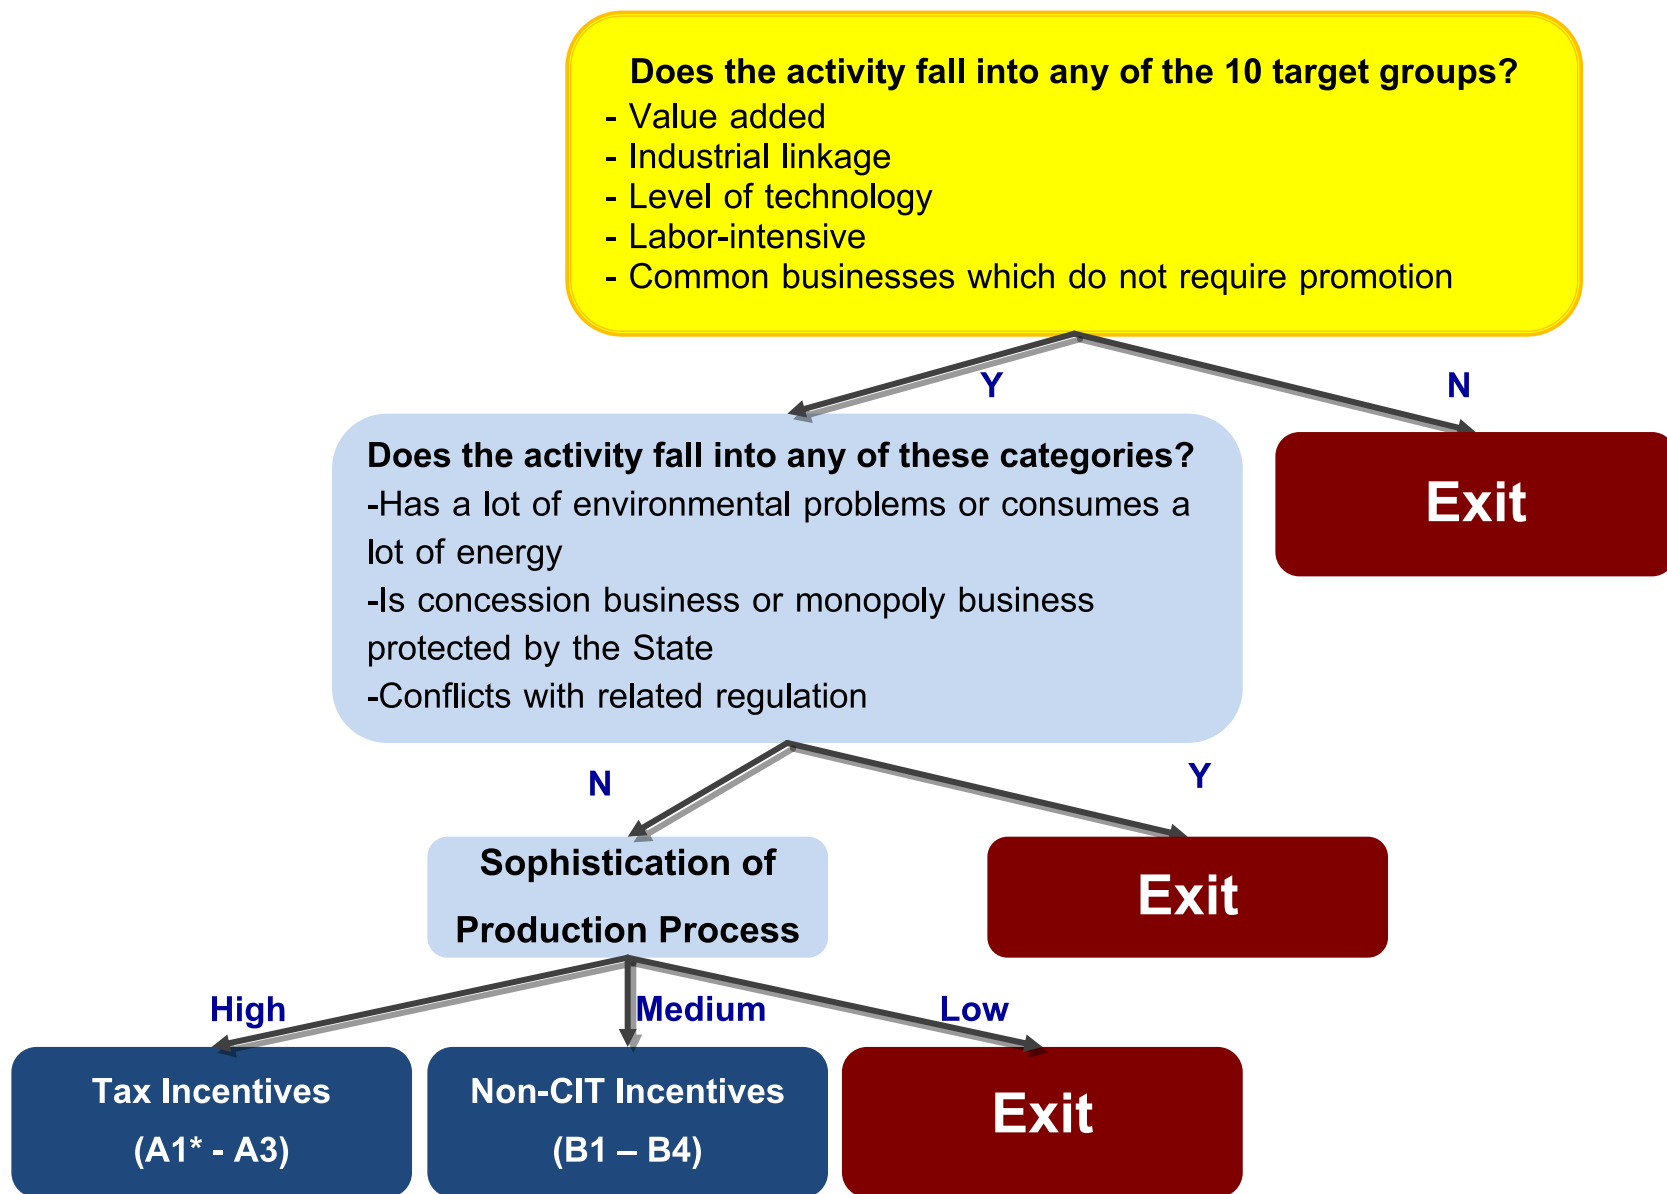 Does the activity fall into any of the 10 target groups?
- Value added
- Industrial linkage
- Level of technology
- Labor-intensive
- Common businesses which do not require promotion
Y
N
Does the activity fall into any of these categories?
-Has a lot of environmental problems or consumes a
lot of energy
-Is concession business or monopoly business
protected by the State
-Conflicts with related regulation
Exit
N
Y
Sophistication of
Production Process
Exit
High
Medium
Low
Tax Incentives
(A1* - A3)
Non-CIT Incentives
(B1 – B4)
Exit